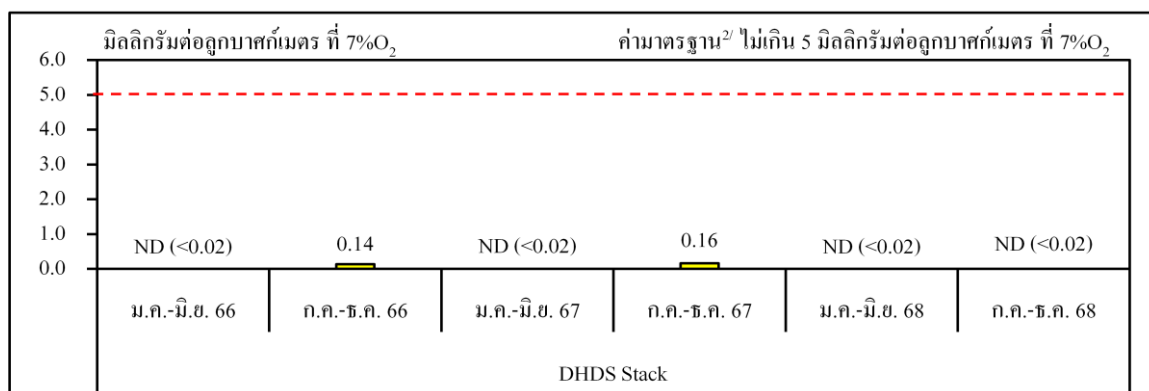 มิลลิกรัมต่อลูกบาศก์เมตร ที่ 7%O₂ ค่ามาตรฐาน²/ ไม่เกิน 5 มิลลิกรัมต่อลูกบาศก์เมตร ที่ 7%O₂
6.0
5.0
4.0
3.0
2.0
1.0
ND (<0.02) 0.14 ND (<0.02) 0.16 ND (<0.02) ND (<0.02)
0.0
ม.ค.-มิ.ย. 66 ก.ค.-ธ.ค. 66 ม.ค.-มิ.ย. 67 ก.ค.-ธ.ค. 67 ม.ค.-มิ.ย. 68 ก.ค.-ธ.ค. 68
DHDS Stack